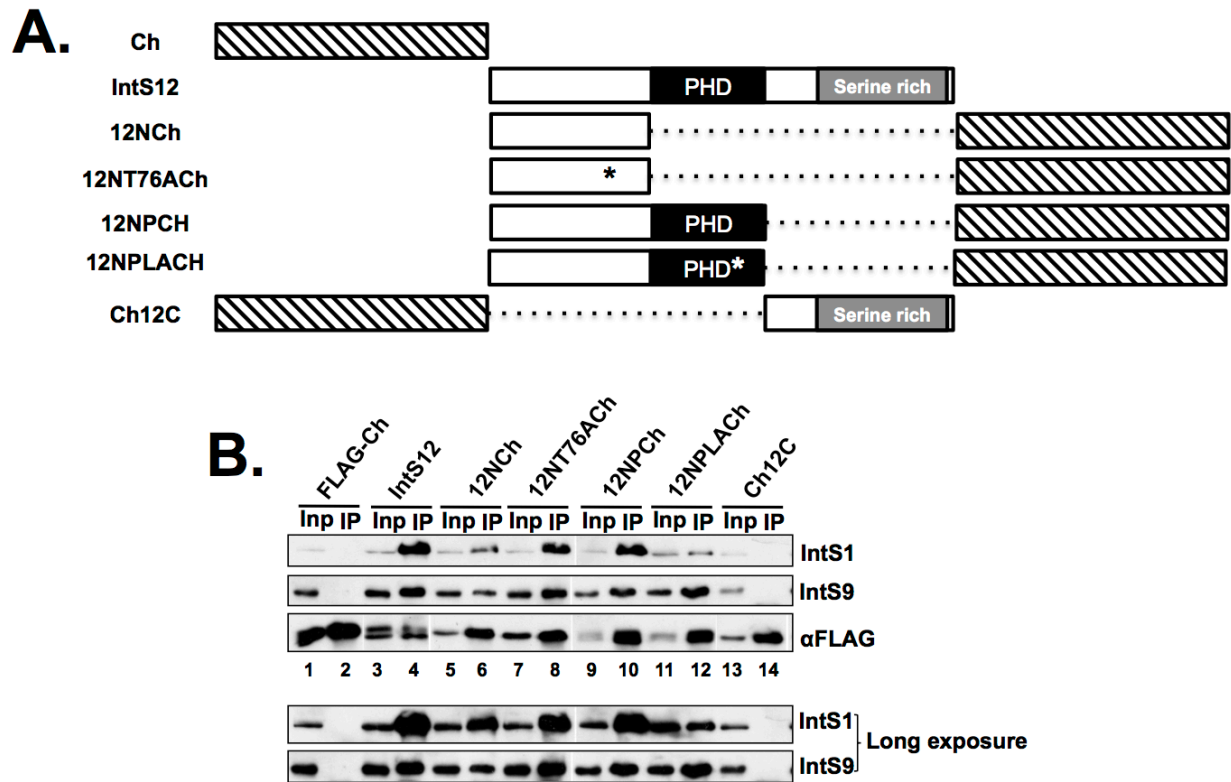 A.
Ch
IntS12 PHD Serine rich
12NCh
12NT76ACh *
12NPCH PHD
12NPLACH PHD*
Ch12C Serine rich
B.
FLAG-Ch IntS12 12NCh 12NT76ACh 12NPCh 12NPLACh Ch12C
Inp IP Inp IP Inp IP Inp IP Inp IP Inp IP Inp IP
IntS1
IntS9
αFLAG
1 2 3 4 5 6 7 8 9 10 11 12 13 14
IntS1
Long exposure
IntS9